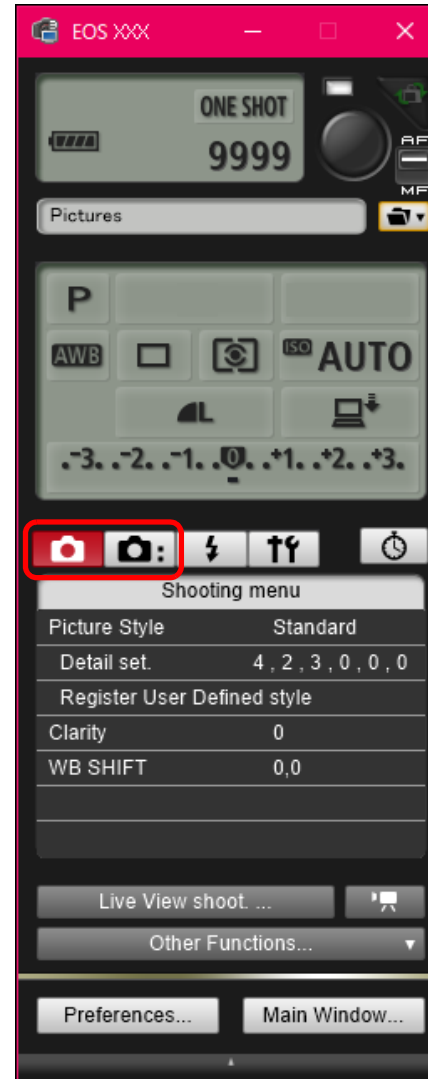 EOS XXX
ONE SHOT
9999
AF
MF
Pictures
P
AWB
ISO AUTO
L
.-3. .-2. .-1. .0. .+1. .+2. .+3.
Shooting menu
Picture Style Standard
Detail set. 4 , 2 , 3 , 0 , 0 , 0
Register User Defined style
Clarity 0
WB SHIFT 0,0
Live View shoot. ...
Other Functions...
Preferences... Main Window...